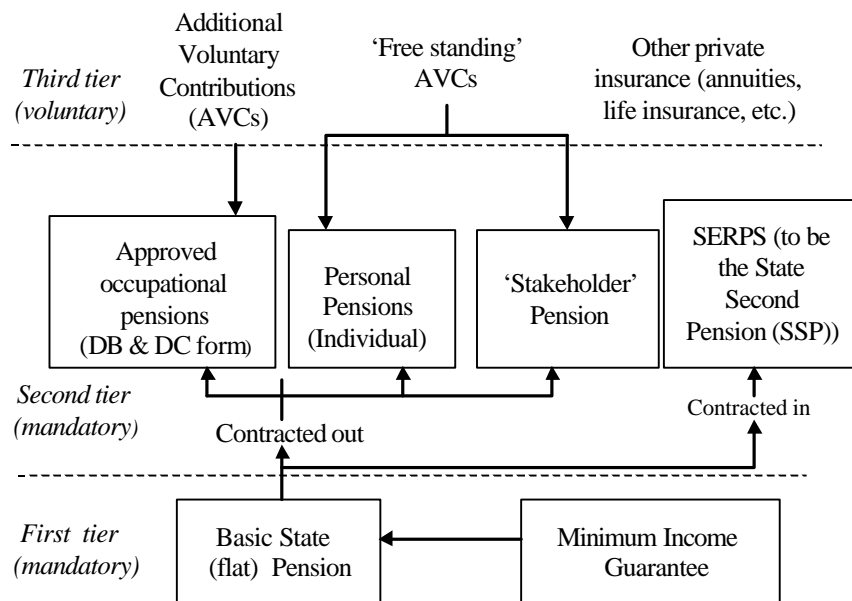 Third tier
(voluntary)
Additional
Voluntary
Contributions
(AVCs)
‘Free standing’
AVCs
Other private
insurance (annuities,
life insurance, etc.)
Approved
occupational
pensions
(DB & DC form)
Personal
Pensions
(Individual)
‘Stakeholder’
Pension
SERPS (to be
the State
Second
Pension (SSP))
Second tier
(mandatory)
Contracted out
Contracted in
First tier
(mandatory)
Basic State
(flat) Pension
Minimum Income
Guarantee